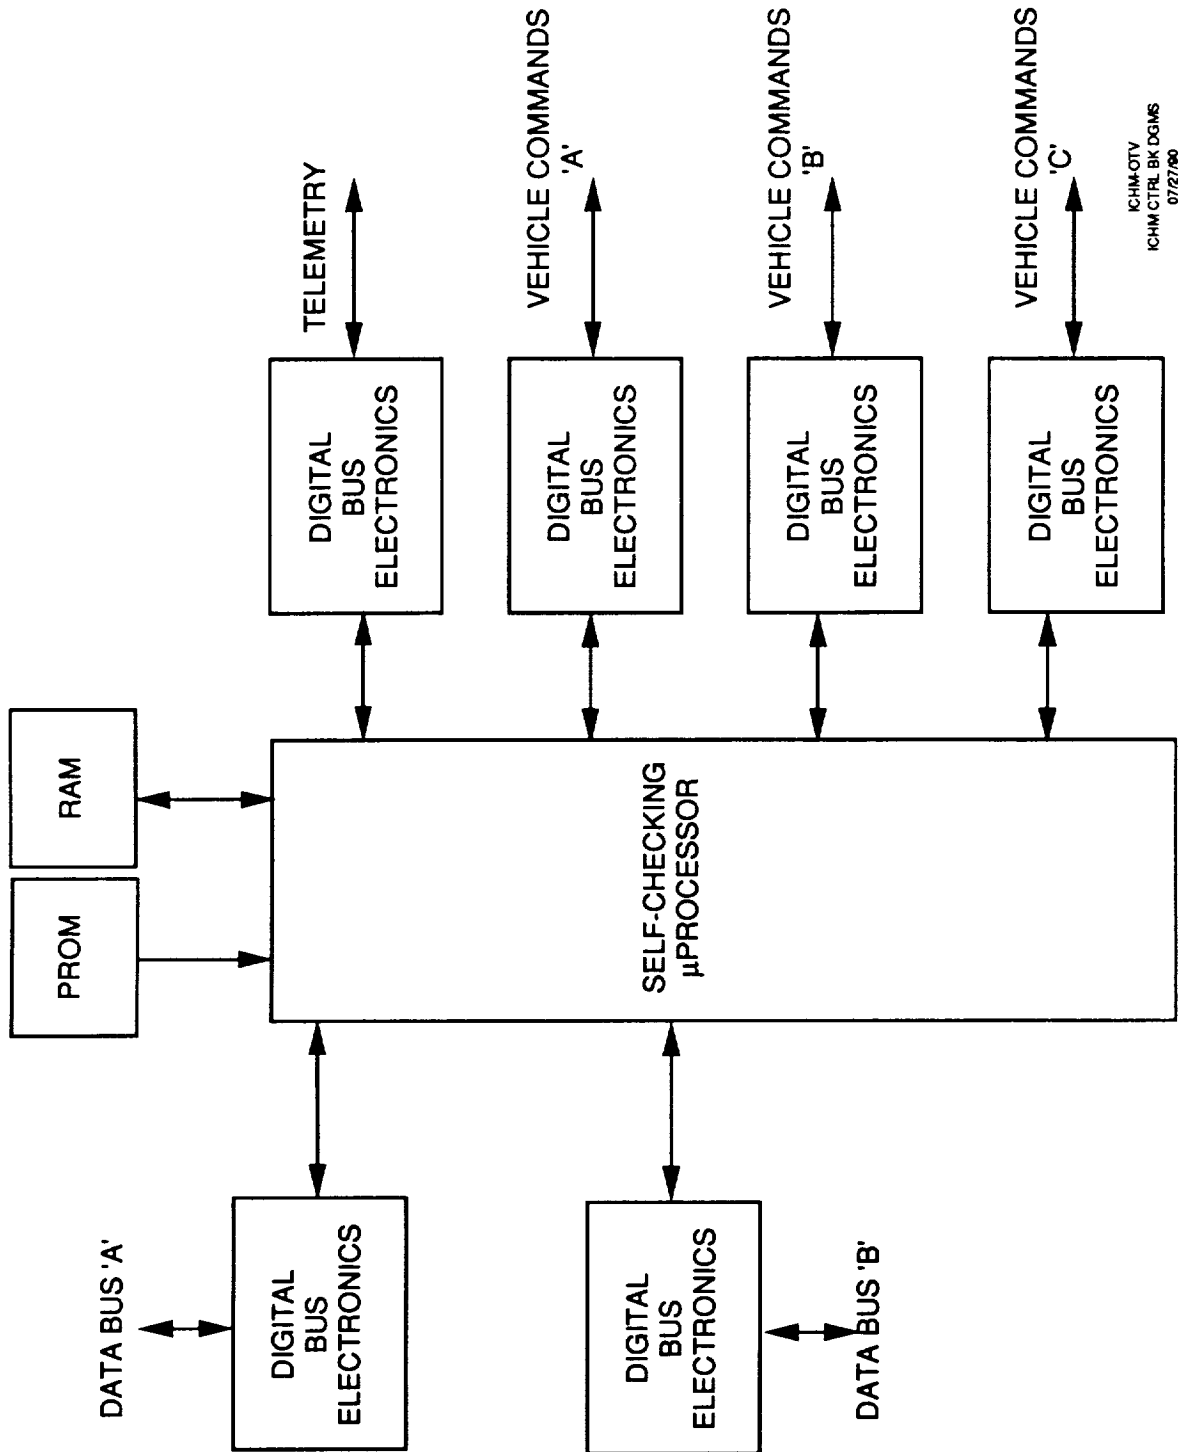 DATA BUS 'A'
DIGITAL
BUS
ELECTRONICS
DIGITAL
BUS
ELECTRONICS
DATA BUS 'B'
PROM
RAM
SELF-CHECKING
µPROCESSOR
DIGITAL
BUS
ELECTRONICS
TELEMETRY
DIGITAL
BUS
ELECTRONICS
VEHICLE COMMANDS
'A'
DIGITAL
BUS
ELECTRONICS
VEHICLE COMMANDS
'B'
DIGITAL
BUS
ELECTRONICS
VEHICLE COMMANDS
'C'
ICHM-OTV
ICHM CTRL BK DGMS
07/27/90